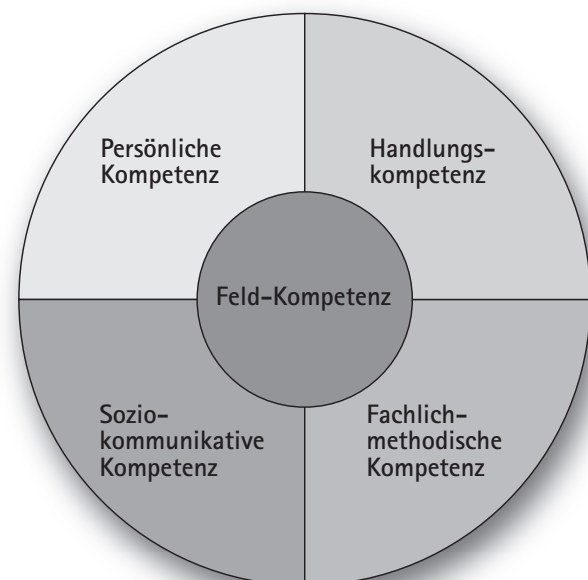 Persönliche
Kompetenz
Handlungs-
kompetenz
Feld-Kompetenz
Sozio-
kommunikative
Kompetenz
Fachlich-
methodische
Kompetenz